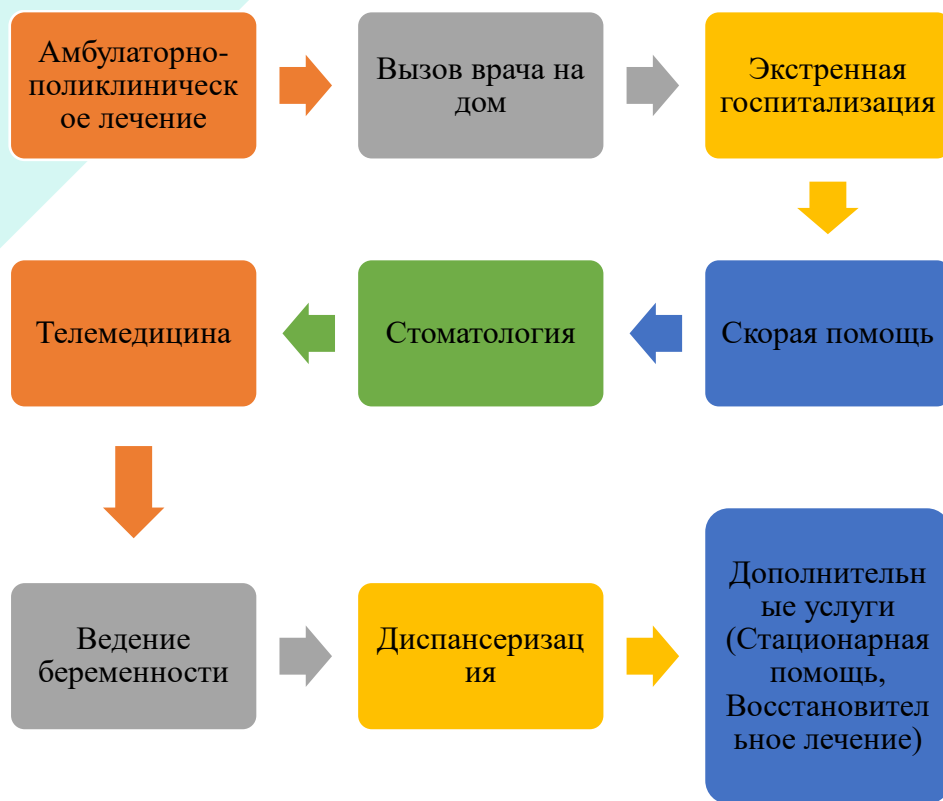 Амбулаторно-
поликлиническ
ое лечение
Вызов врача на
дом
Экстренная
госпитализация
Скорая помощь
Стоматология
Телемедицина
Ведение
беременности
Диспансеризац
ия
Дополнительн
ые услуги
(Стационарная
помощь,
Восстановител
ьное лечение)